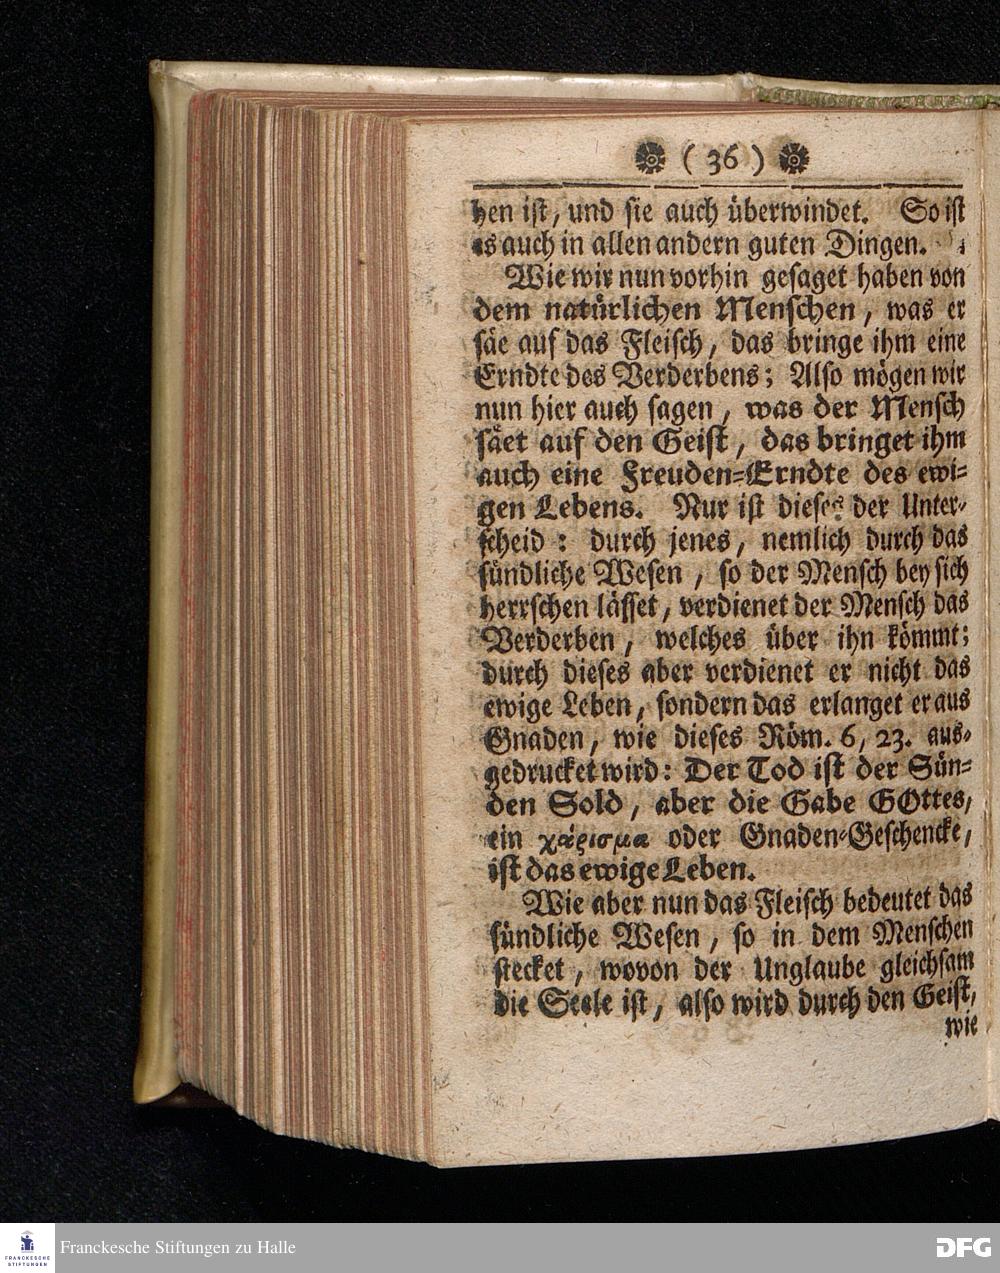 ( 36 )
hen ist, und sie auch überwindet. So ist
es auch in allen andern guten Dingen.
Wie wir nun vorhin gesaget haben von
dem natürlichen Menschen, was er
säe auf das Fleisch, das bringe ihm eine
Erndte des Verderbens; Also mögen wir
nun hier auch sagen, was der Mensch
säet auf den Geist, das bringet ihm
auch eine Freuden-Erndte des ewi-
gen Lebens. Nur ist dieses der Unter-
scheid: durch jenes, nemlich durch das
sündliche Wesen, so der Mensch bey sich
herrschen lässet, verdienet der Mensch das
Verderben, welches über ihn kömmt;
durch dieses aber verdienet er nicht das
ewige Leben, sondern das erlanget er aus
Gnaden, wie dieses Röm. 6, 23. aus-
gedrucket wird: Der Tod ist der Sün-
den Sold, aber die Gabe GOttes,
ein χάρισμα oder Gnaden-Geschencke,
ist das ewige Leben.
Wie aber nun das Fleisch bedeutet das
sündliche Wesen, so in dem Menschen
stecket, wovon der Unglaube gleichsam
die Seele ist, also wird durch den Geist,
wie
FRANCKESCHE
STIFTUNGEN
Franckesche Stiftungen zu Halle
DFG